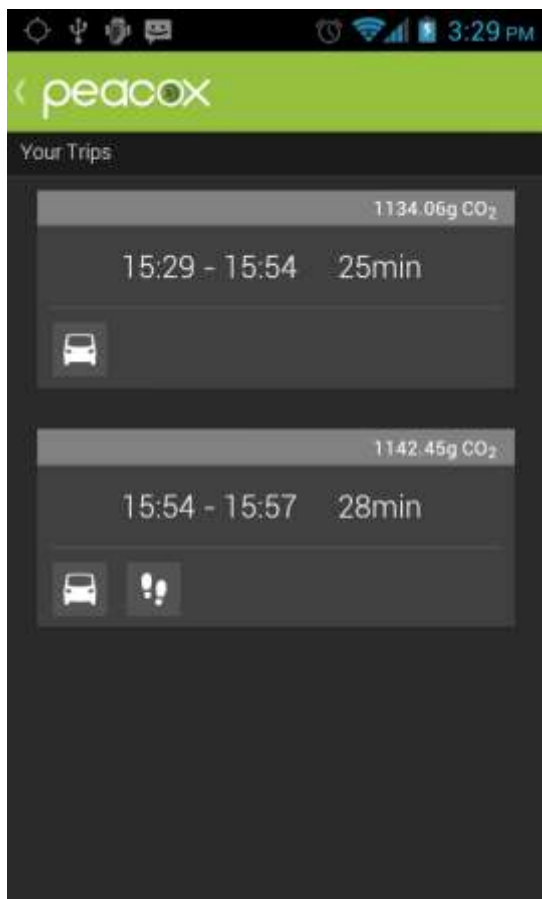 3:29 PM
peacox
Your Trips
1134.06g CO₂
15:29 - 15:54 25min
1142.45g CO₂
15:54 - 15:57 28min